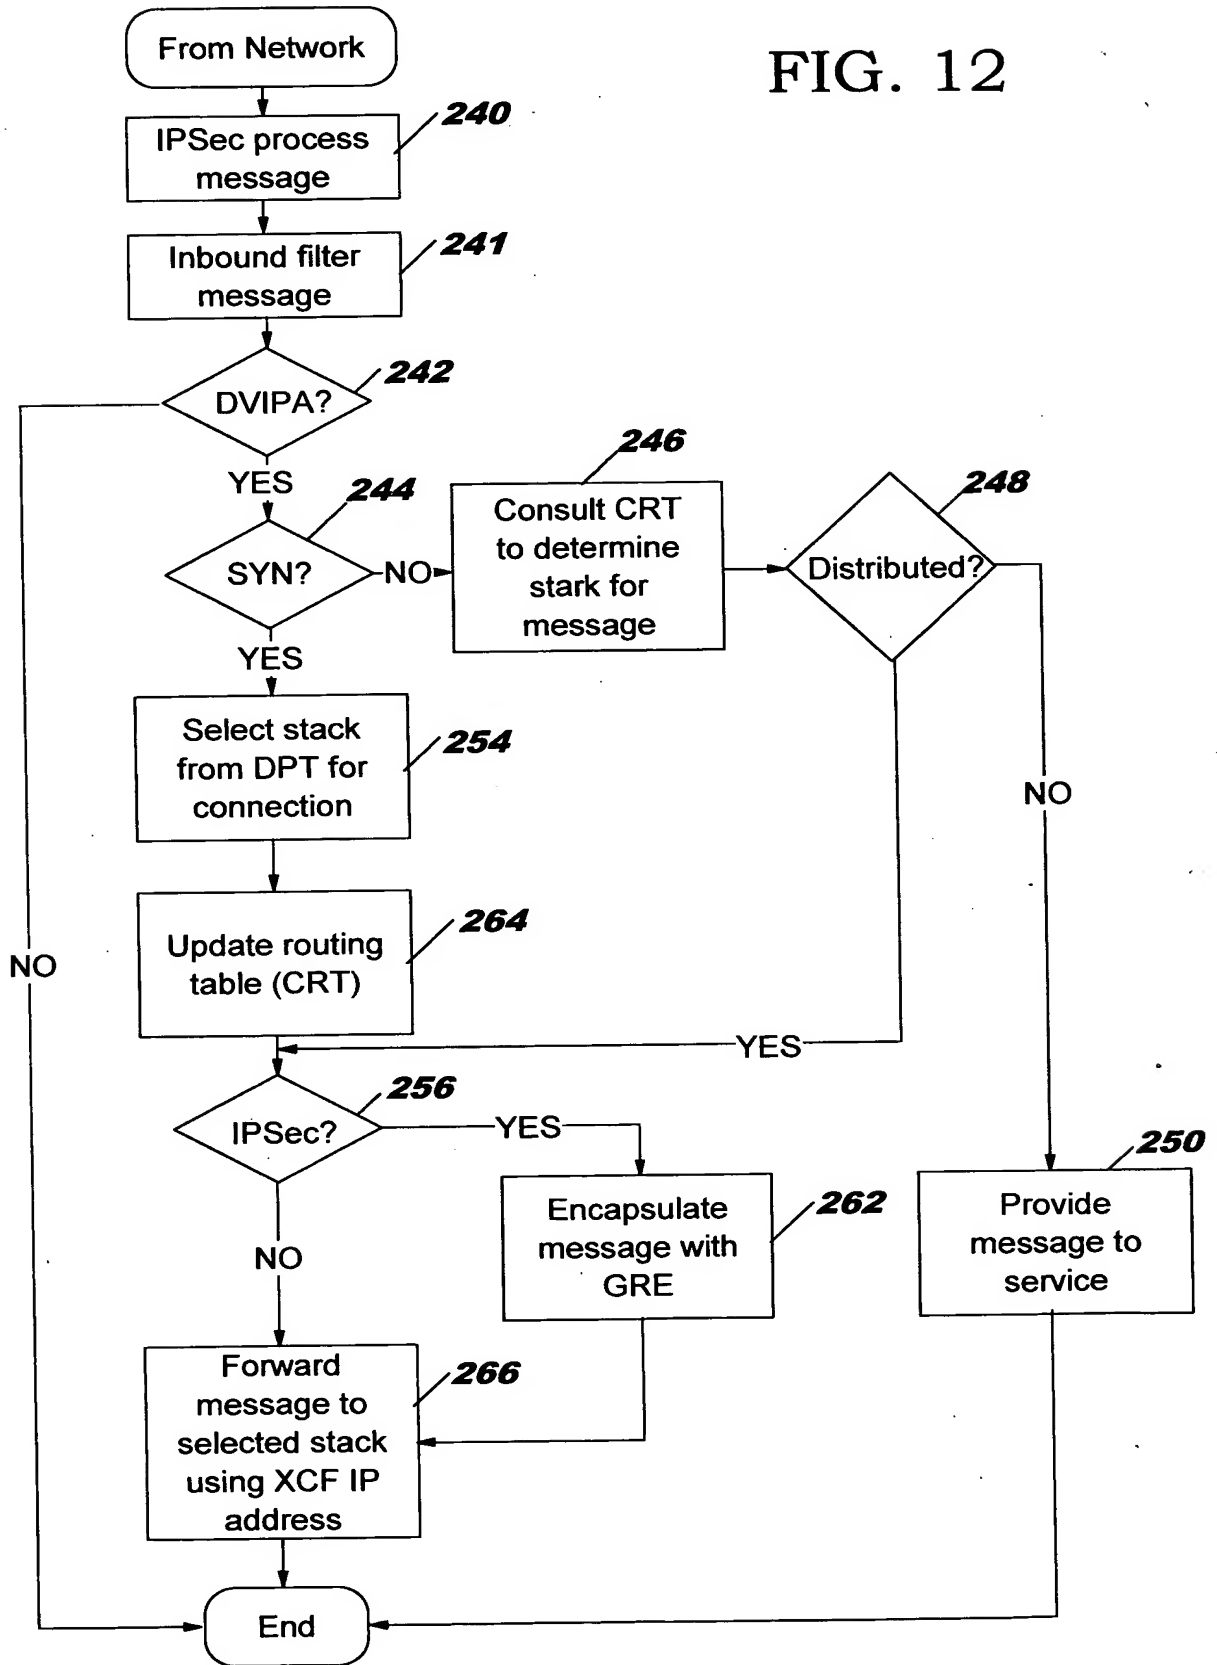 FIG. 12
From Network
240
IPSec process
message
241
Inbound filter
message
242
DVIPA?
YES
NO
244
SYN?
NO
YES
246
Consult CRT
to determine
stark for
message
248
Distributed?
NO
YES
254
Select stack
from DPT for
connection
264
Update routing
table (CRT)
256
IPSec?
YES
NO
262
Encapsulate
message with
GRE
250
Provide
message to
service
266
Forward
message to
selected stack
using XCF IP
address
End